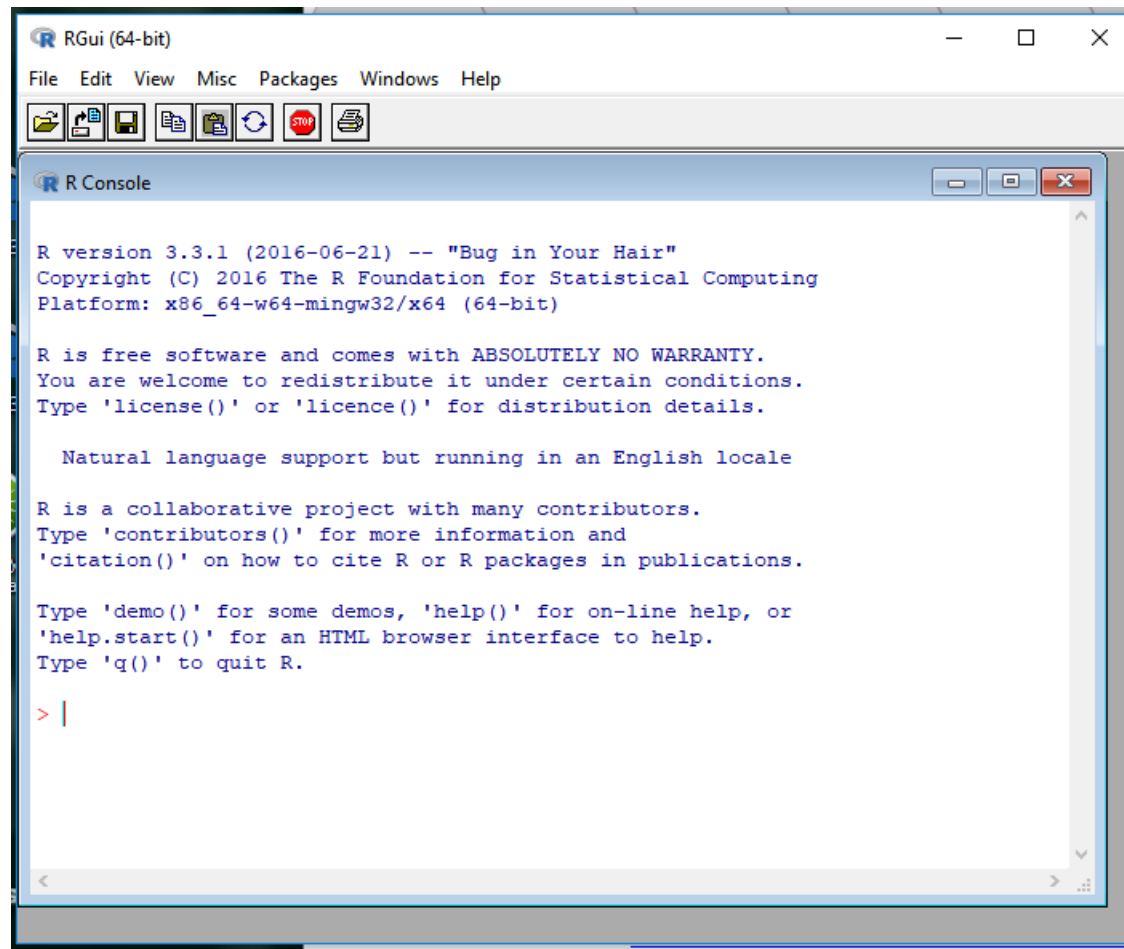 RGui (64-bit)
File Edit View Misc Packages Windows Help
STOP
R Console
R version 3.3.1 (2016-06-21) -- "Bug in Your Hair"
Copyright (C) 2016 The R Foundation for Statistical Computing
Platform: x86_64-w64-mingw32/x64 (64-bit)
R is free software and comes with ABSOLUTELY NO WARRANTY.
You are welcome to redistribute it under certain conditions.
Type 'license()' or 'licence()' for distribution details.
  Natural language support but running in an English locale
R is a collaborative project with many contributors.
Type 'contributors()' for more information and
'citation()' on how to cite R or R packages in publications.
Type 'demo()' for some demos, 'help()' for on-line help, or
'help.start()' for an HTML browser interface to help.
Type 'q()' to quit R.
>